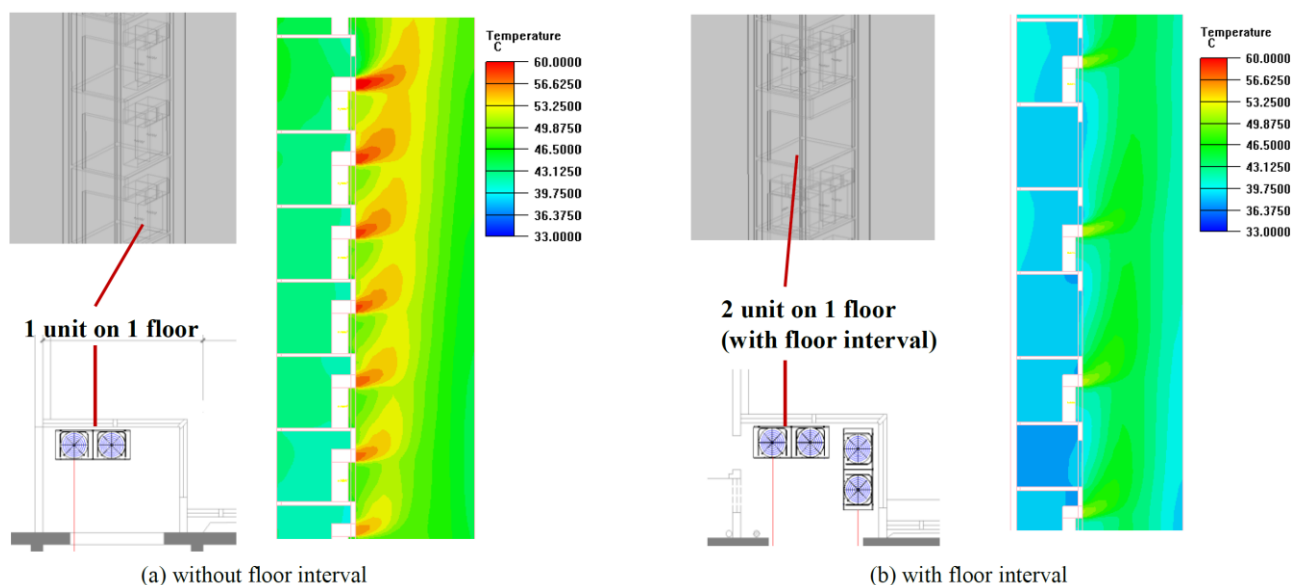 Temperature
C
60.0000
56.6250
53.2500
49.8750
46.5000
43.1250
39.7500
36.3750
33.0000
1 unit on 1 floor
(a) without floor interval
Temperature
C
60.0000
56.6250
53.2500
49.8750
46.5000
43.1250
39.7500
36.3750
33.0000
2 unit on 1 floor
(with floor interval)
(b) with floor interval